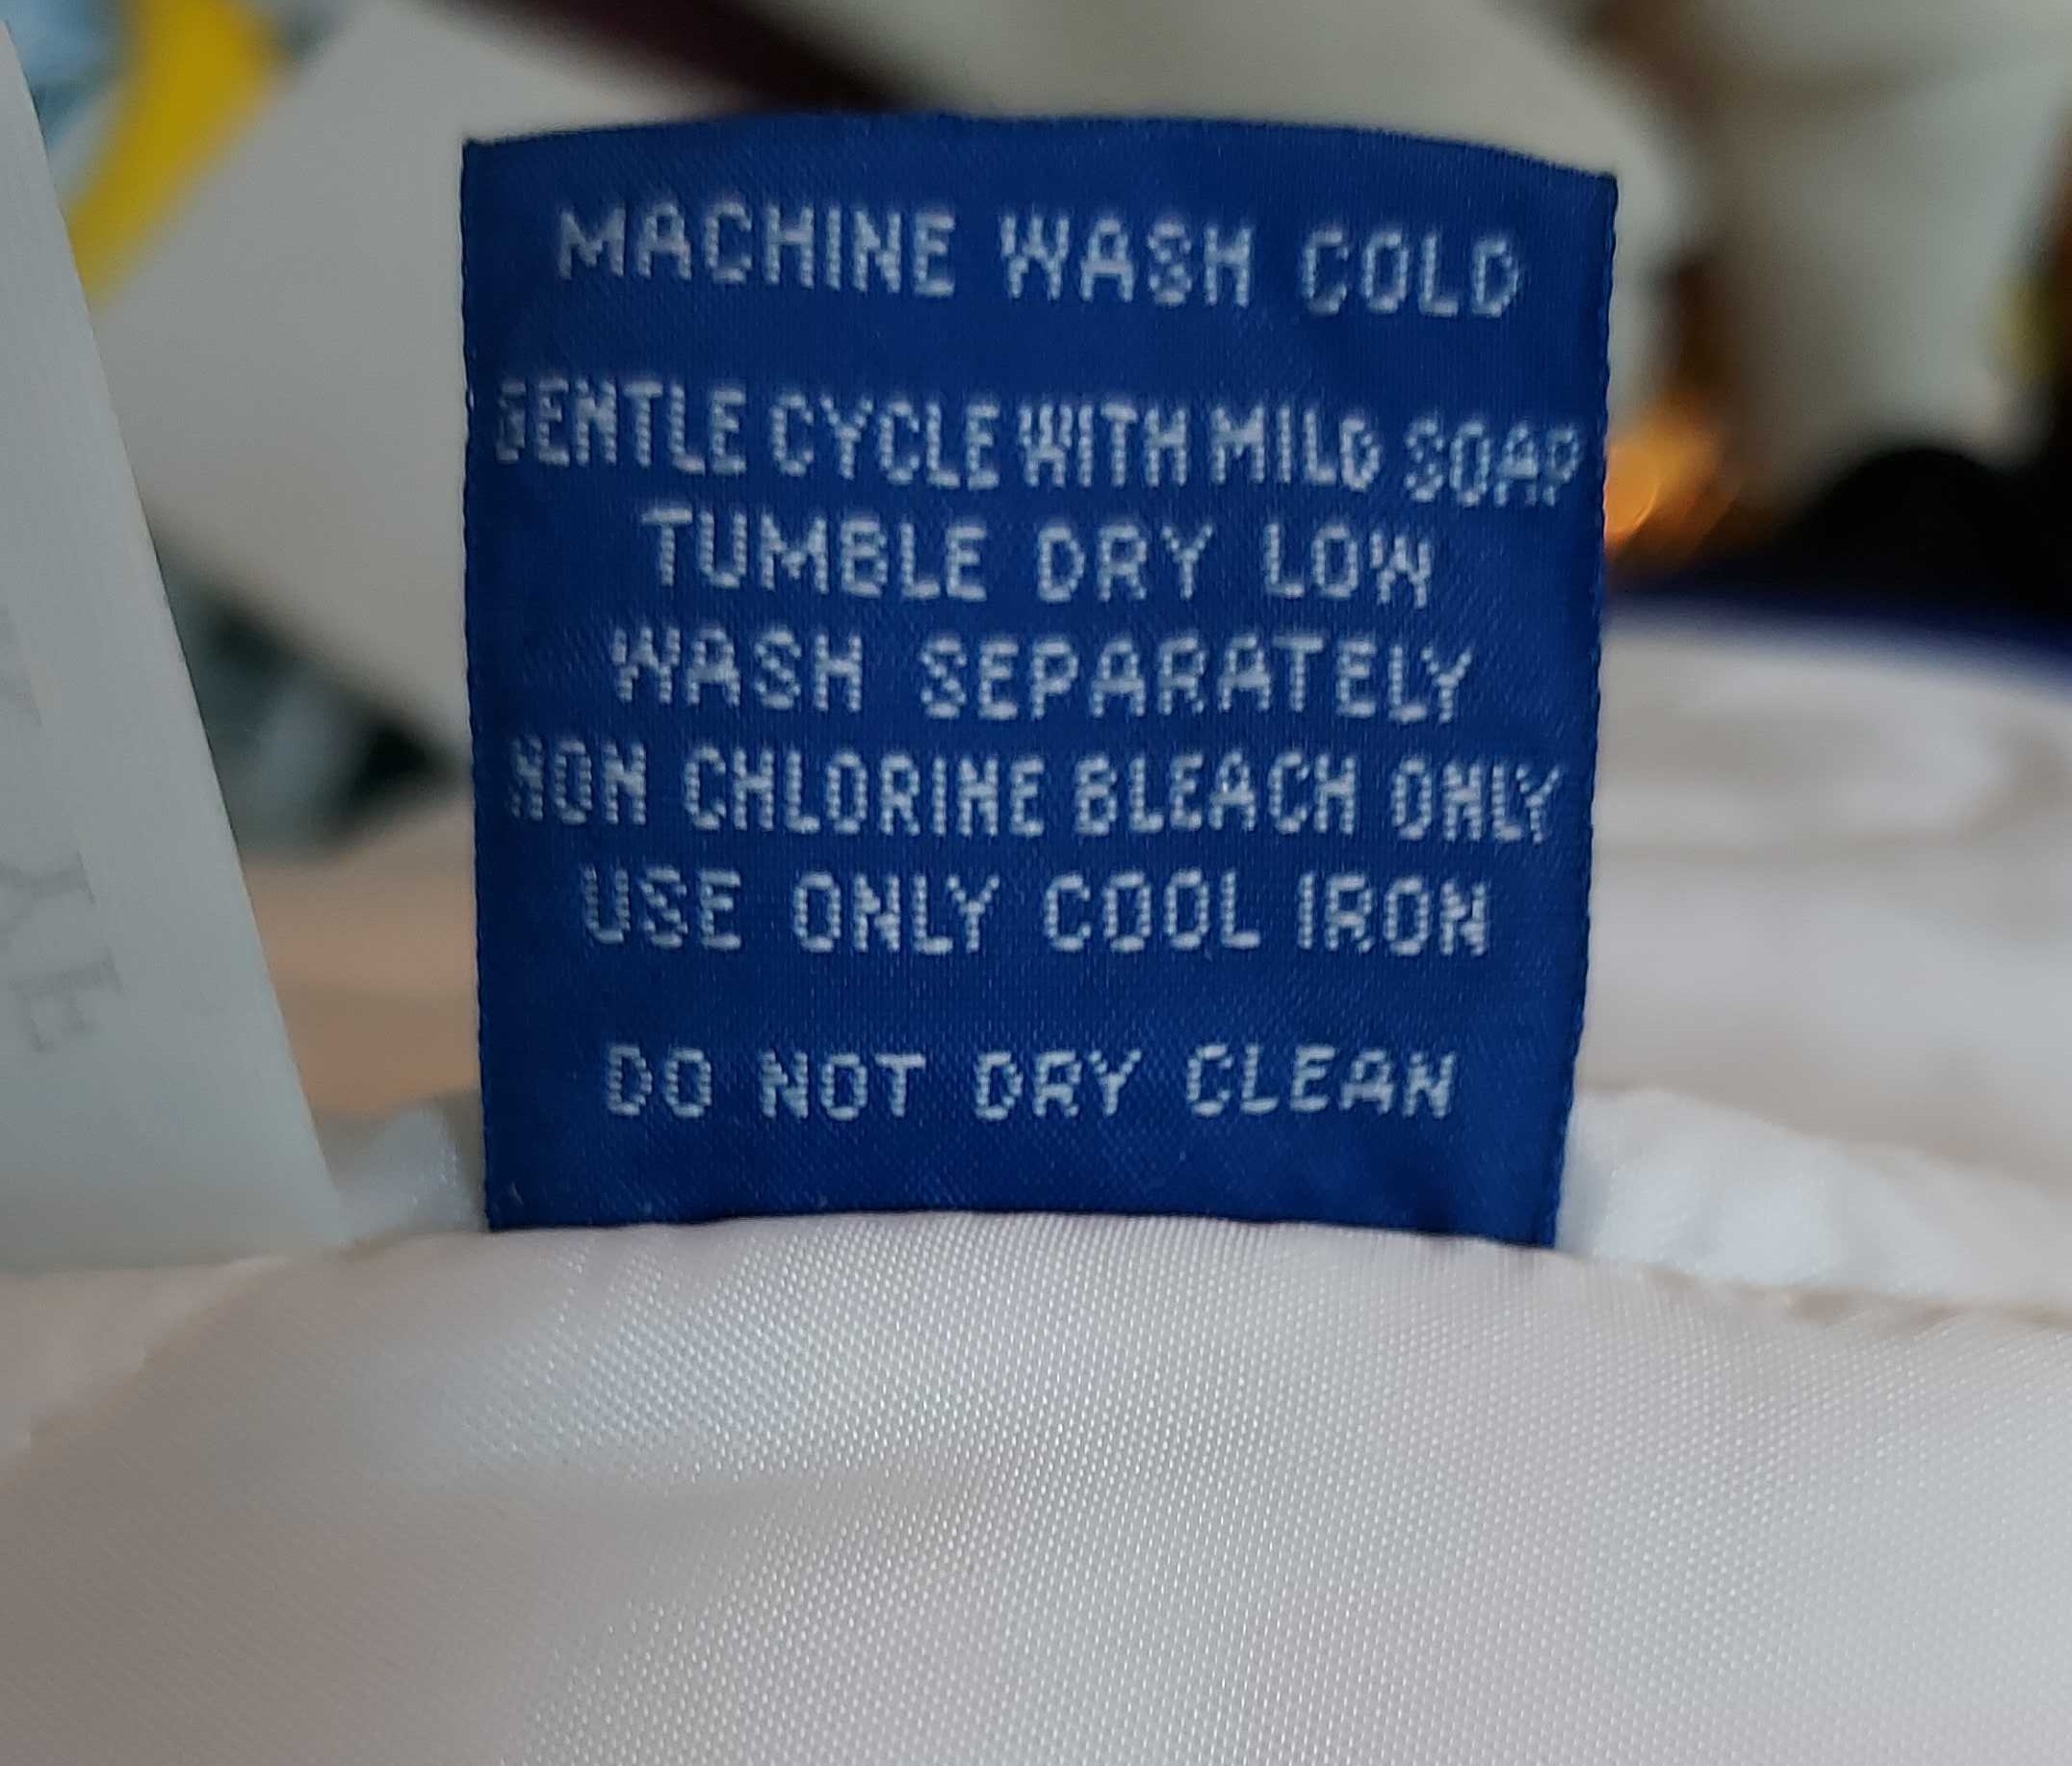 MACHINE WASH COLD
GENTLE CYCLE WITH MILD SOAP
TUMBLE DRY LOW
WASH SEPARATELY
NON CHLORINE BLEACH ONLY
USE ONLY COOL IRON
DO NOT DRY CLEAN